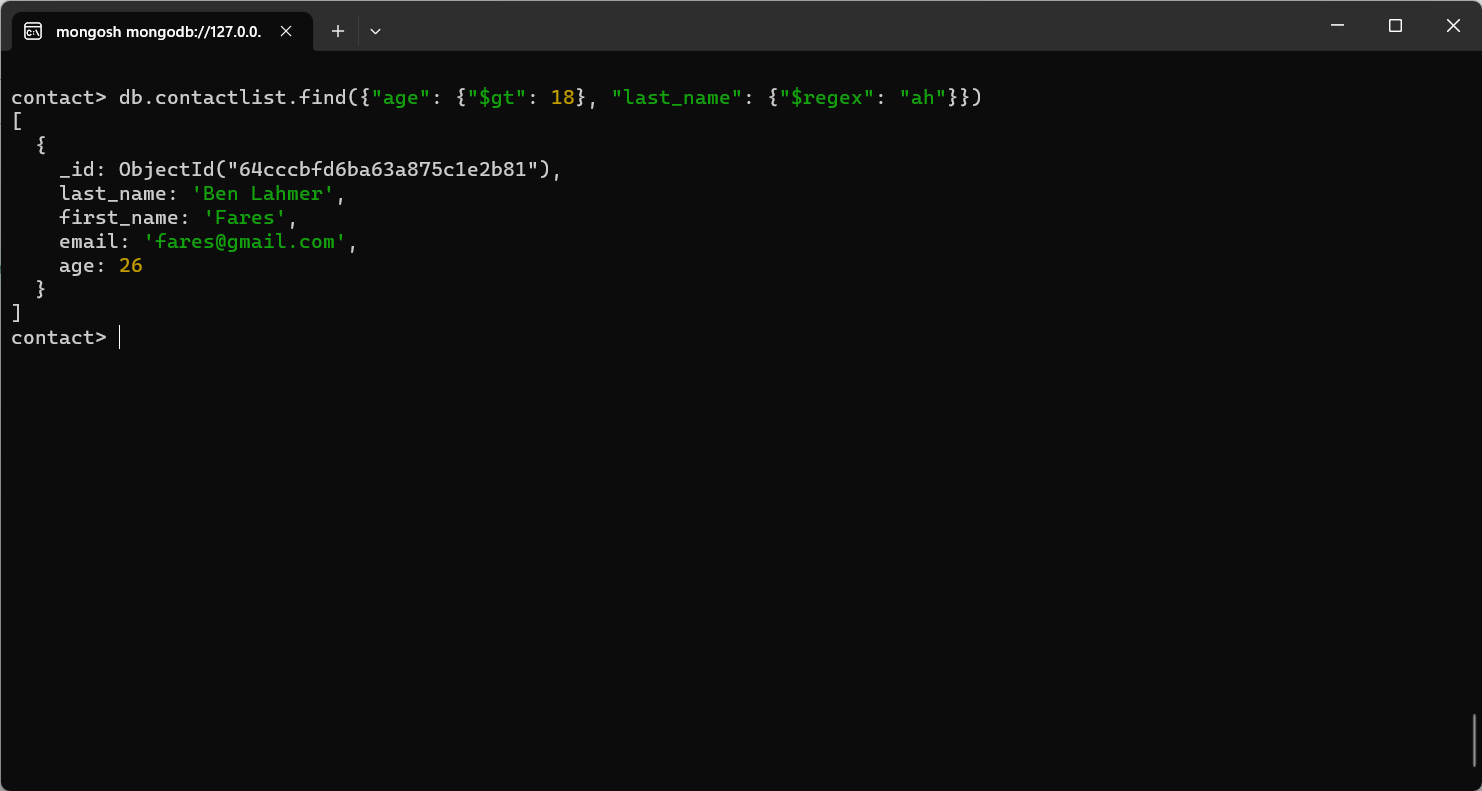 mongosh mongodb://127.0.0.
contact> db.contactlist.find({"age": {"$gt": 18}, "last_name": {"$regex": "ah"}})
[
  {
    _id: ObjectId("64cccbfd6ba63a875c1e2b81"),
    last_name: 'Ben Lahmer',
    first_name: 'Fares',
    email: 'fares@gmail.com',
    age: 26
  }
]
contact>